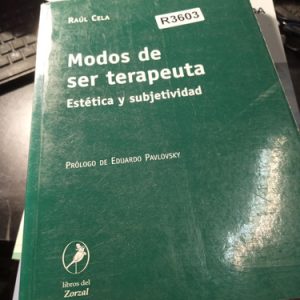 RAÚL CELA
R3603
Modos de
ser terapeuta
Estética y subjetividad
PRÓLOGO DE EDUARDO PAVLOVSKY
libros del
Zorzal